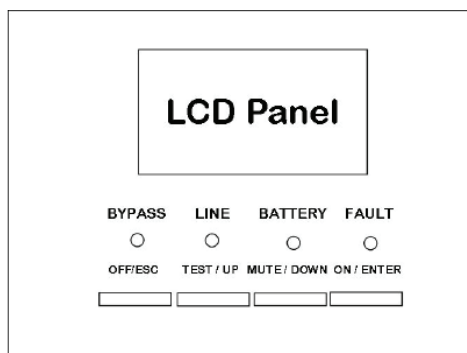 LCD Panel
BYPASS LINE BATTERY FAULT
OFF/ESC TEST / UP MUTE / DOWN ON / ENTER